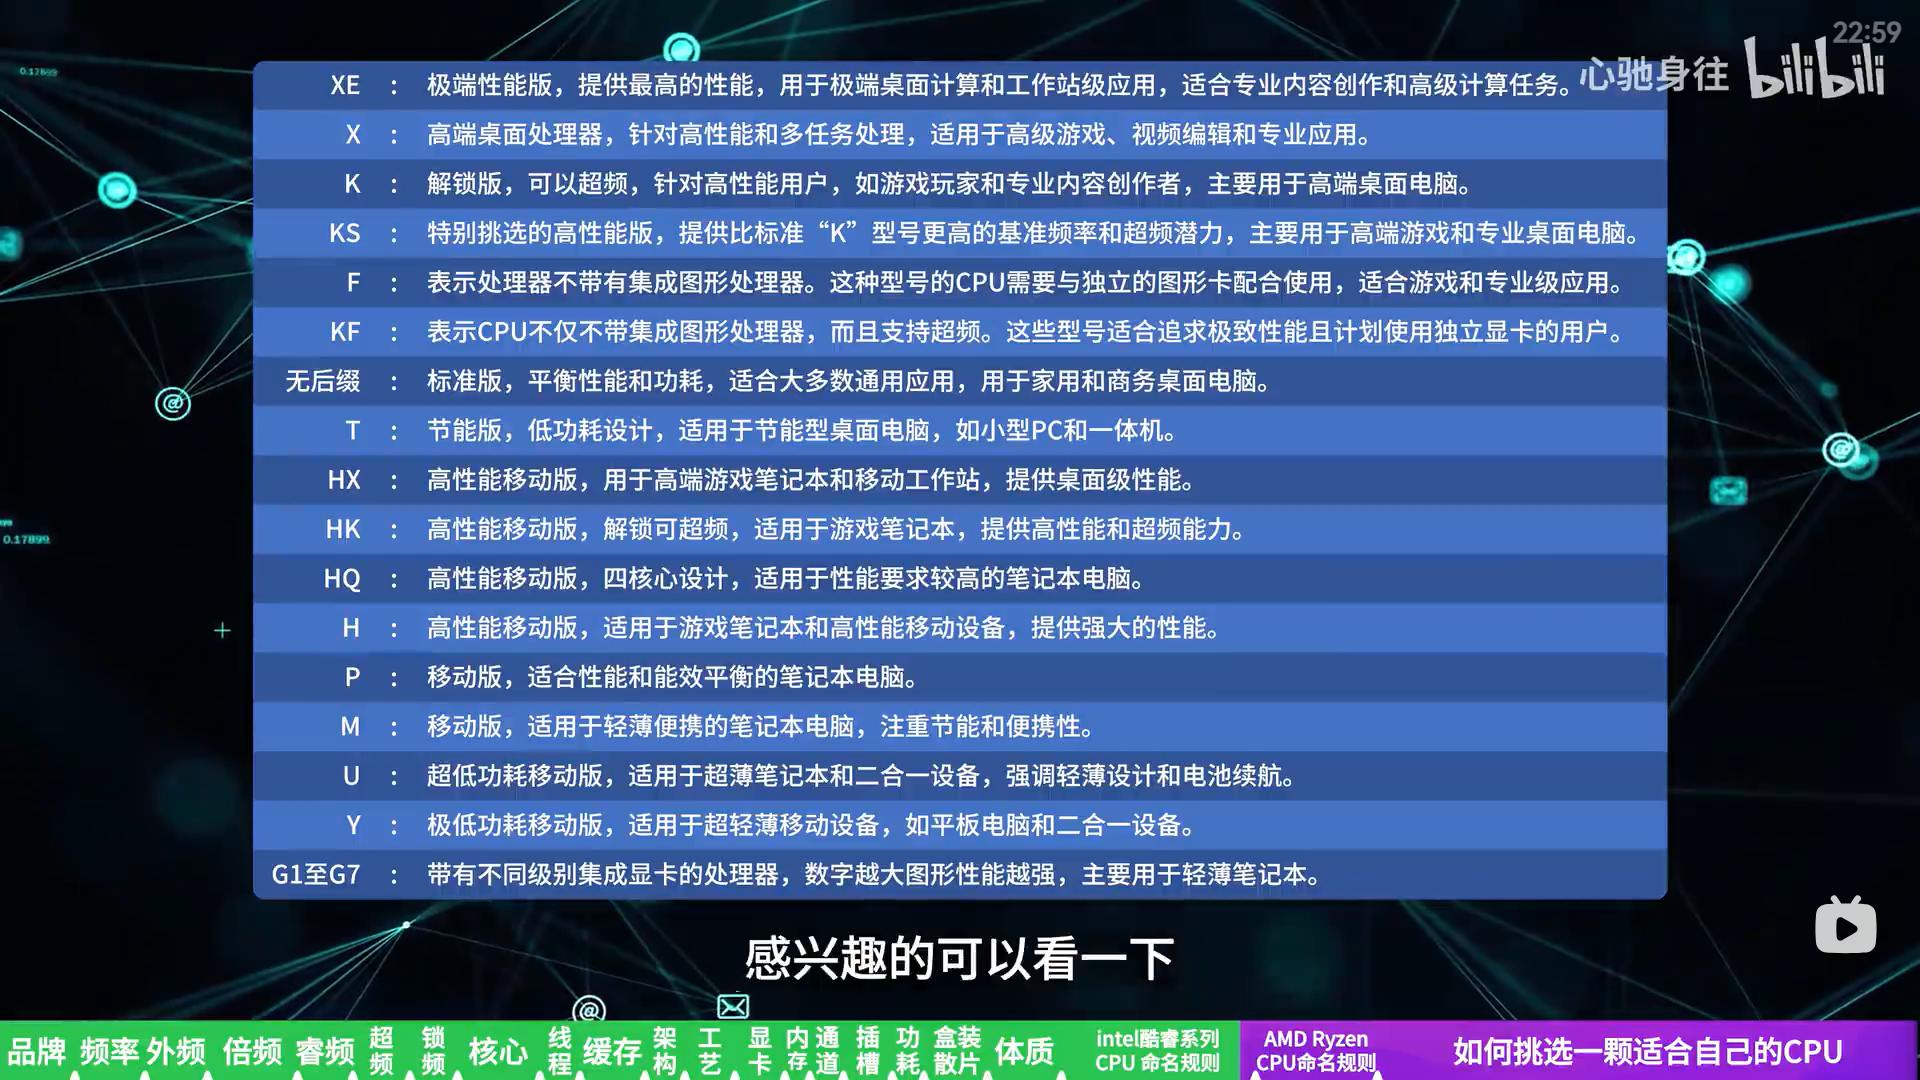 22:59
心驰身往 bilibili
0.17899
XE : 极端性能版，提供最高的性能，用于极端桌面计算和工作站级应用，适合专业内容创作和高级计算任务。
X : 高端桌面处理器，针对高性能和多任务处理，适用于高级游戏、视频编辑和专业应用。
K : 解锁版，可以超频，针对高性能用户，如游戏玩家和专业内容创作者，主要用于高端桌面电脑。
KS : 特别挑选的高性能版，提供比标准“K”型号更高的基准频率和超频潜力，主要用于高端游戏和专业桌面电脑。
F : 表示处理器不带有集成图形处理器。这种型号的CPU需要与独立的图形卡配合使用，适合游戏和专业级应用。
KF : 表示CPU不仅不带集成图形处理器，而且支持超频。这些型号适合追求极致性能且计划使用独立显卡的用户。
无后缀 : 标准版，平衡性能和功耗，适合大多数通用应用，用于家用和商务桌面电脑。
T : 节能版，低功耗设计，适用于节能型桌面电脑，如小型PC和一体机。
HX : 高性能移动版，用于高端游戏笔记本和移动工作站，提供桌面级性能。
HK : 高性能移动版，解锁可超频，适用于游戏笔记本，提供高性能和超频能力。
0.17899
HQ : 高性能移动版，四核心设计，适用于性能要求较高的笔记本电脑。
H : 高性能移动版，适用于游戏笔记本和高性能移动设备，提供强大的性能。
P : 移动版，适合性能和能效平衡的笔记本电脑。
M : 移动版，适用于轻薄便携的笔记本电脑，注重节能和便携性。
U : 超低功耗移动版，适用于超薄笔记本和二合一设备，强调轻薄设计和电池续航。
Y : 极低功耗移动版，适用于超轻薄移动设备，如平板电脑和二合一设备。
G1至G7 : 带有不同级别集成显卡的处理器，数字越大图形性能越强，主要用于轻薄笔记本。
感兴趣的可以看一下
品牌 频率 外频 倍频 睿频 超频 锁频 核心 线程 缓存 架构 工艺 显卡 内存 通道 插槽 功耗 盒装散片 体质 intel酷睿系列 CPU 命名规则 AMD Ryzen CPU命名规则 如何挑选一颗适合自己的CPU